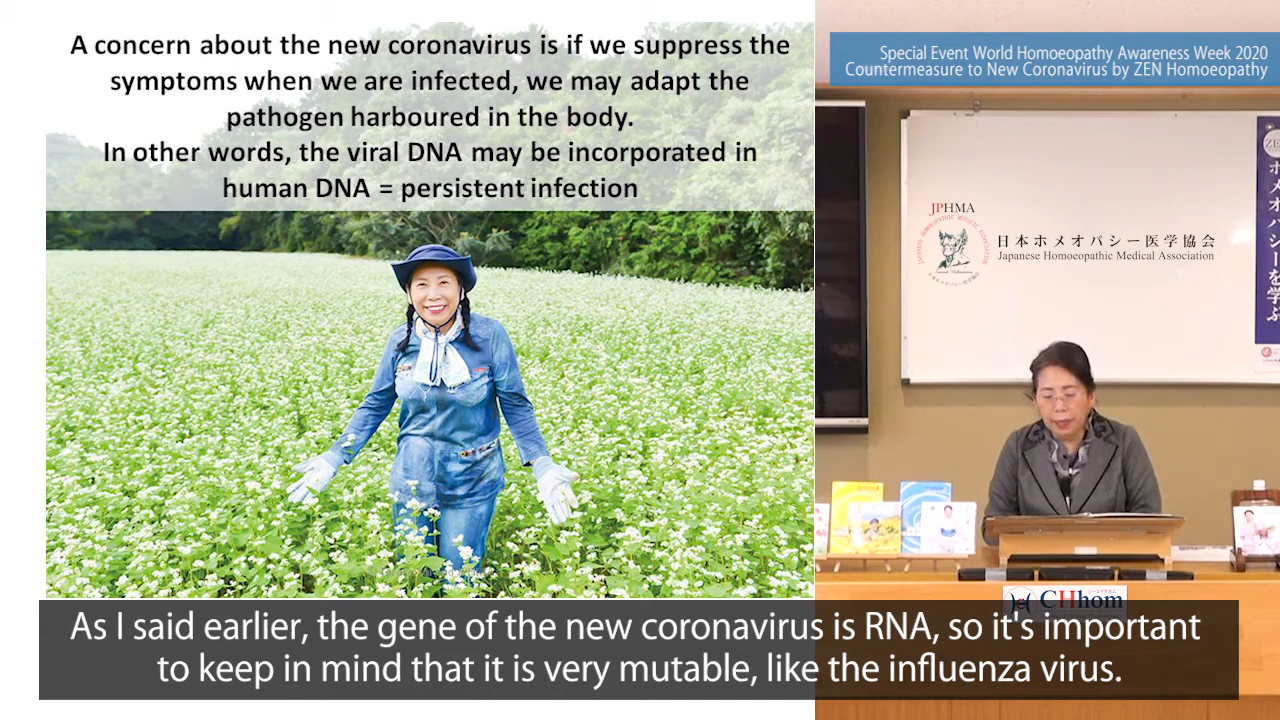 A concern about the new coronavirus is if we suppress the
symptoms when we are infected, we may adapt the
pathogen harboured in the body.
In other words, the viral DNA may be incorporated in
human DNA = persistent infection
Special Event World Homoeopathy Awareness Week 2020
Countermeasure to New Coronavirus by ZEN Homoeopathy
JPHMA
日本ホメオパシー医学協会
Japanese Homoeopathic Medical Association
ZEN
ホメオパシーを学ぶ
CHhom
As I said earlier, the gene of the new coronavirus is RNA, so it's important
to keep in mind that it is very mutable, like the influenza virus.